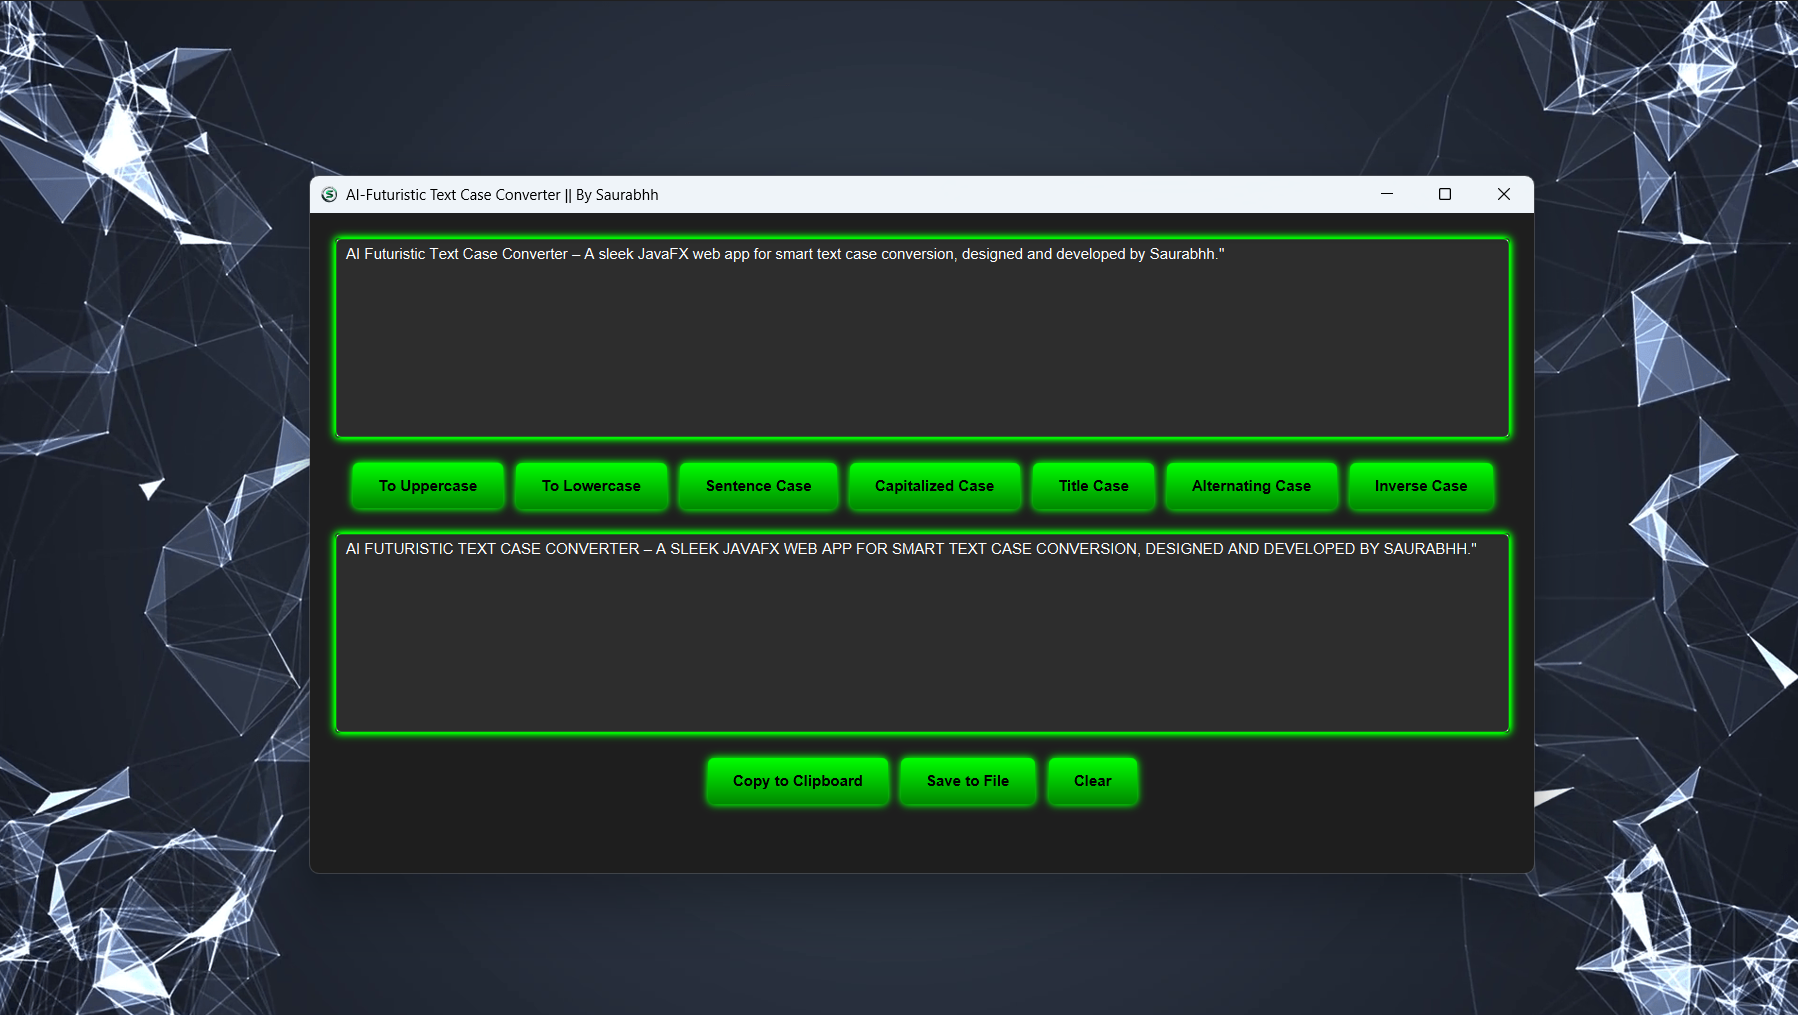 AI-Futuristic Text Case Converter || By Saurabhh
AI Futuristic Text Case Converter – A sleek JavaFX web app for smart text case conversion, designed and developed by Saurabhh."
To Uppercase To Lowercase Sentence Case Capitalized Case Title Case Alternating Case Inverse Case
AI FUTURISTIC TEXT CASE CONVERTER – A SLEEK JAVAFX WEB APP FOR SMART TEXT CASE CONVERSION, DESIGNED AND DEVELOPED BY SAURABHH."
Copy to Clipboard Save to File Clear